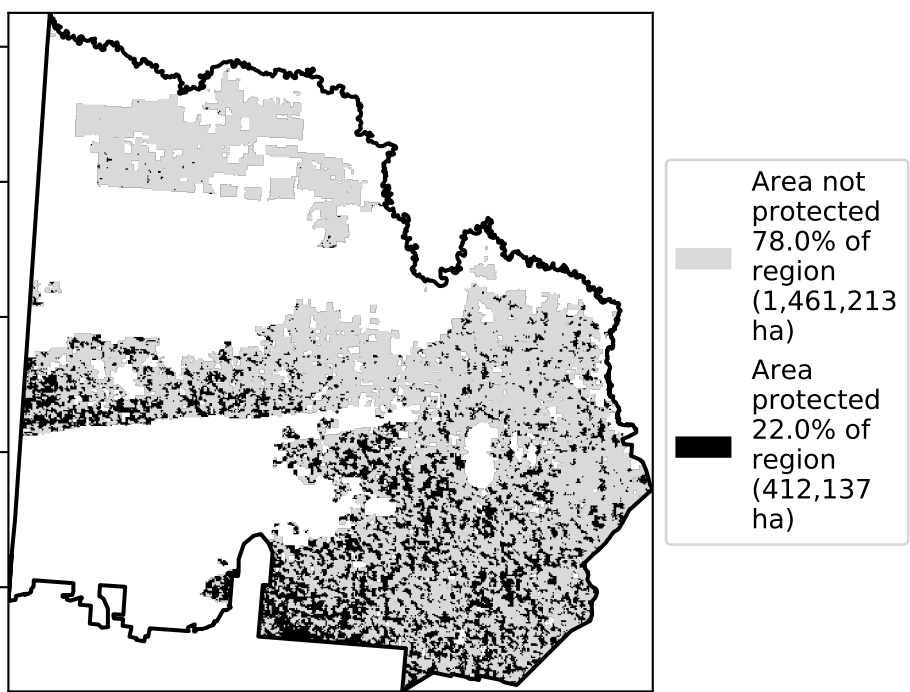 Area not
protected
78.0% of
region
(1,461,213
ha)
Area
protected
22.0% of
region
(412,137
ha)